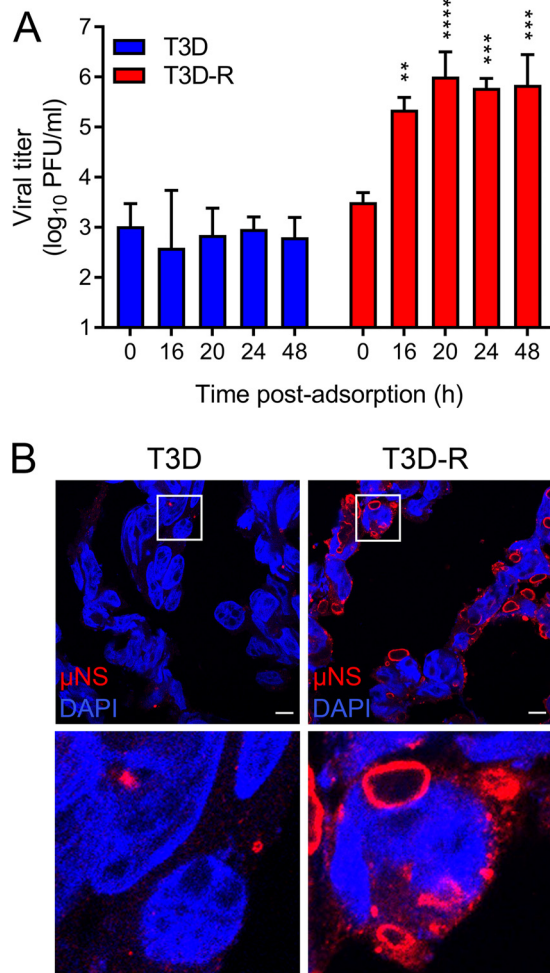 A
T3D
T3D-R
Viral titer
(log10 PFU/ml)
7
6
5
4
3
2
1
** **** *** ***
0 16 20 24 48 0 16 20 24 48
Time post-adsorption (h)
B
T3D T3D-R
µNS µNS
DAPI DAPI